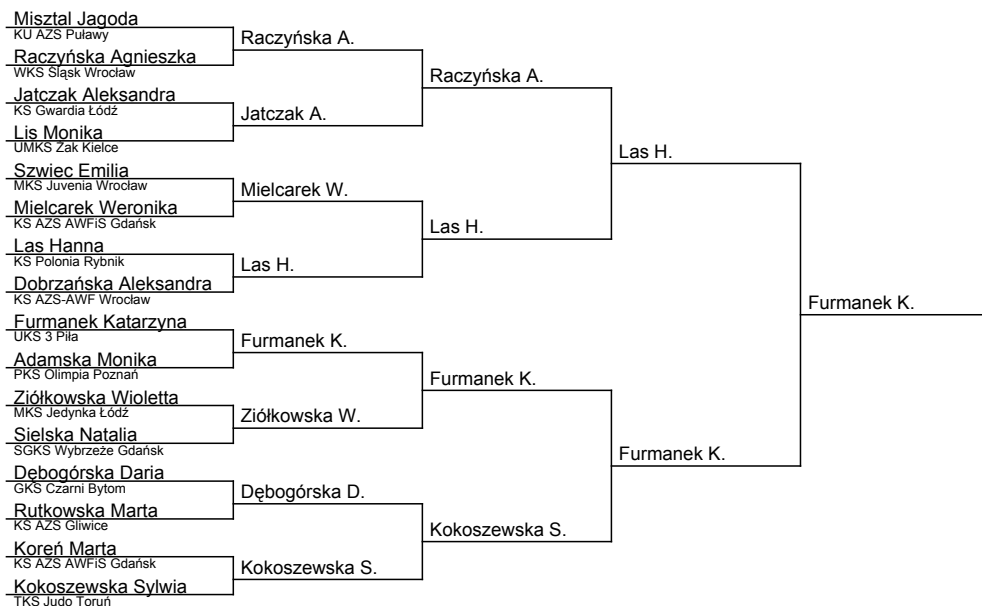 Misztal Jagoda
KU AZS Puławy
Raczyńska Agnieszka
WKS Śląsk Wrocław
Jatczak Aleksandra
KS Gwardia Łódź
Lis Monika
UMKS Żak Kielce
Szwiec Emilia
MKS Juvenia Wrocław
Mielcarek Weronika
KS AZS AWFiS Gdańsk
Las Hanna
KS Polonia Rybnik
Dobrzańska Aleksandra
KS AZS-AWF Wrocław
Furmanek Katarzyna
UKS 3 Piła
Adamska Monika
PKS Olimpia Poznań
Ziółkowska Wioletta
MKS Jedynka Łódź
Sielska Natalia
SGKS Wybrzeże Gdańsk
Dębogórska Daria
GKS Czarni Bytom
Rutkowska Marta
KS AZS Gliwice
Koreń Marta
KS AZS AWFiS Gdańsk
Kokoszewska Sylwia
TKS Judo Toruń
Raczyńska A.
Jatczak A.
Mielcarek W.
Las H.
Furmanek K.
Ziółkowska W.
Dębogórska D.
Kokoszewska S.
Raczyńska A.
Las H.
Furmanek K.
Kokoszewska S.
Las H.
Furmanek K.
Furmanek K.